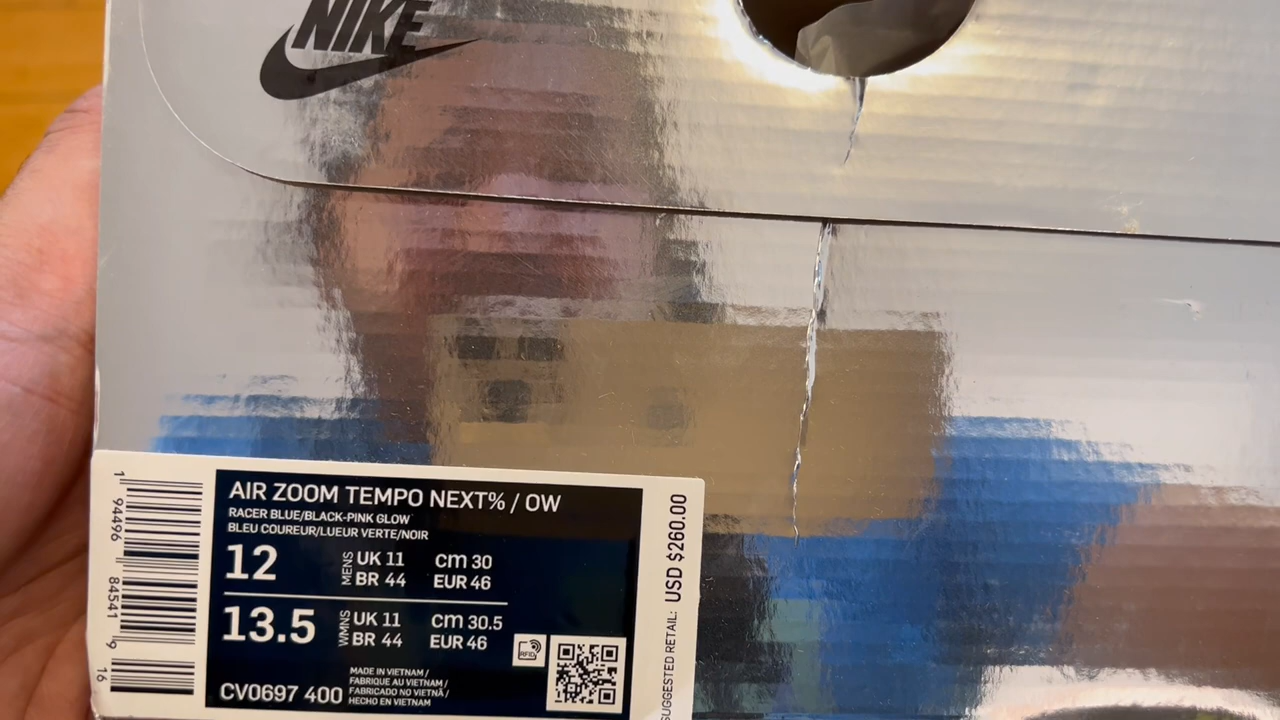 NIKE
AIR ZOOM TEMPO NEXT% / OW
RACER BLUE/BLACK-PINK GLOW
BLEU COUREUR/LUEUR VERTE/NOIR
12
MENS
UK 11
cm 30
BR 44
EUR 46
13.5
WMNS
UK 11
cm 30.5
BR 44
EUR 46
RFID
CV0697 400
MADE IN VIETNAM /
FABRIQUE AU VIETNAM /
FABRICADO NO VIETNÃ /
HECHO EN VIETNAM
1 94496 84541 9
16
SUGGESTED RETAIL: USD $260.00